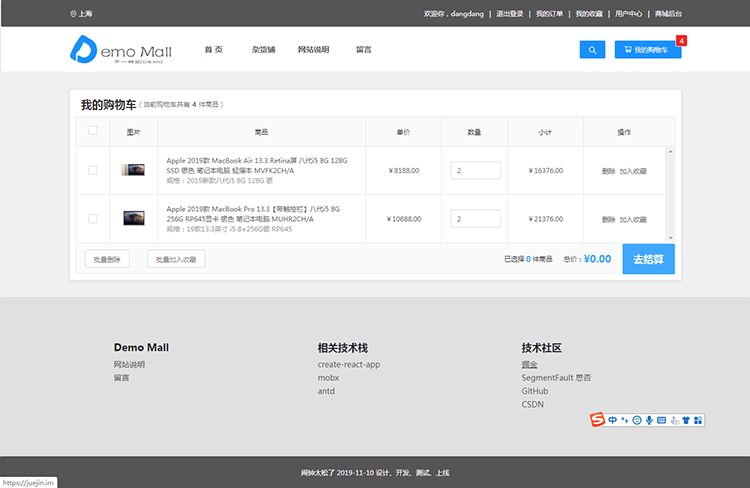 上海
欢迎您，dangdang | 退出登录 | 我的订单 | 我的收藏 | 用户中心 | 商城后台
Demo Mall
不一样的DEMO
首 页
杂货铺
网站说明
留言
我的购物车
4
我的购物车（当前购物车共有 4 件商品）
图片 商品 单价 数量 小计 操作
Apple 2019款 MacBook Air 13.3 Retina屏 八代i5 8G 128G
SSD 银色 笔记本电脑 轻薄本 MVFK2CH/A
规格：2019新款八代i5 8G 128G 银
￥8188.00
2
￥16376.00
删除 加入收藏
Apple 2019款 MacBook Pro 13.3【带触控栏】八代i5 8G
256G RP645显卡 银色 笔记本电脑 MUHR2CH/A
规格：19款13.3英寸 i5 8+256G银 RP645
￥10688.00
2
￥21376.00
删除 加入收藏
批量删除
批量加入收藏
已选择 0 件商品
总价：¥0.00
去结算
Demo Mall
网站说明
留言
相关技术栈
create-react-app
mobx
antd
技术社区
掘金
SegmentFault 思否
GitHub
CSDN
S 中
闹钟太松了 2019-11-10 设计、开发、测试、上线
https://juejin.im